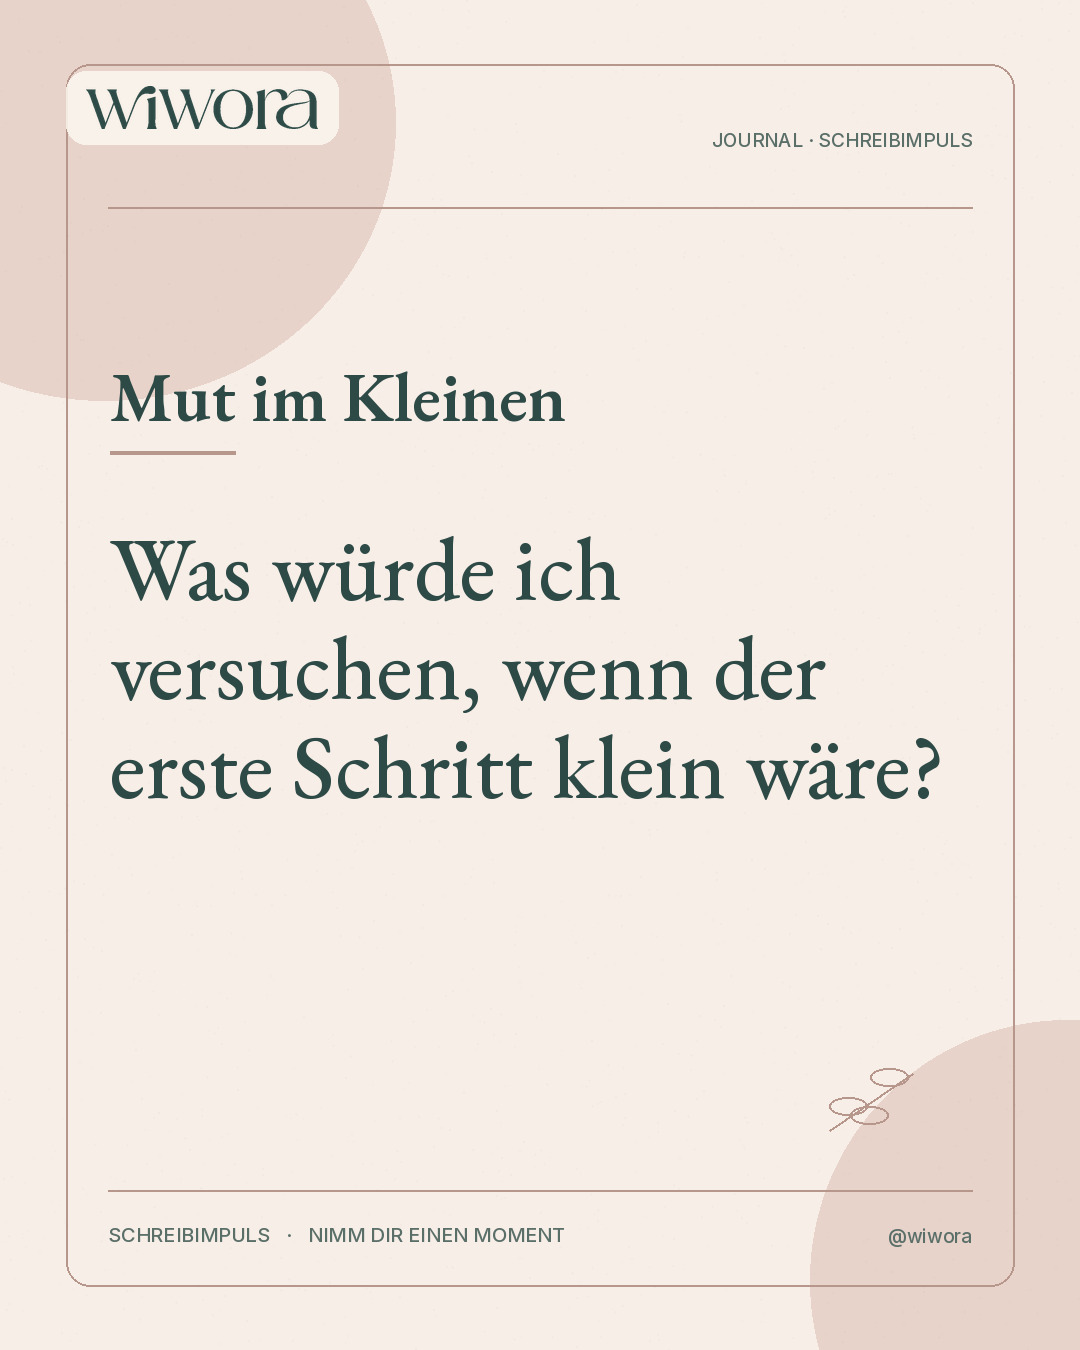 wiwora
JOURNAL · SCHREIBIMPULS
Mut im Kleinen
Was würde ich
versuchen, wenn der
erste Schritt klein wäre?
SCHREIBIMPULS · NIMM DIR EINEN MOMENT
@wiwora